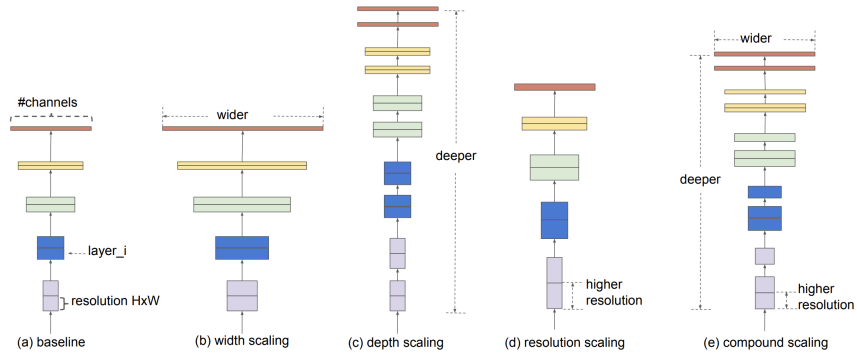 #channels
layer_i
resolution HxW
(a) baseline
wider
(b) width scaling
deeper
(c) depth scaling
higher
resolution
(d) resolution scaling
wider
deeper
higher
resolution
(e) compound scaling